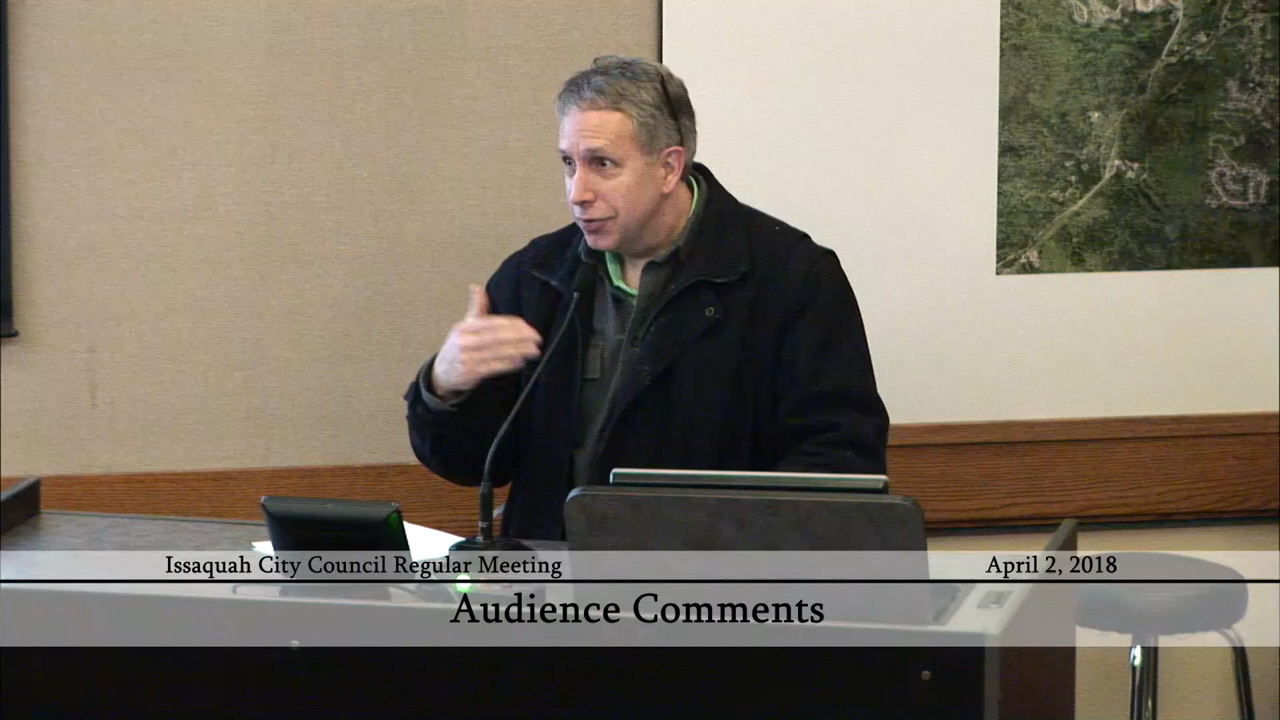 Issaquah City Council Regular Meeting April 2, 2018
Audience Comments